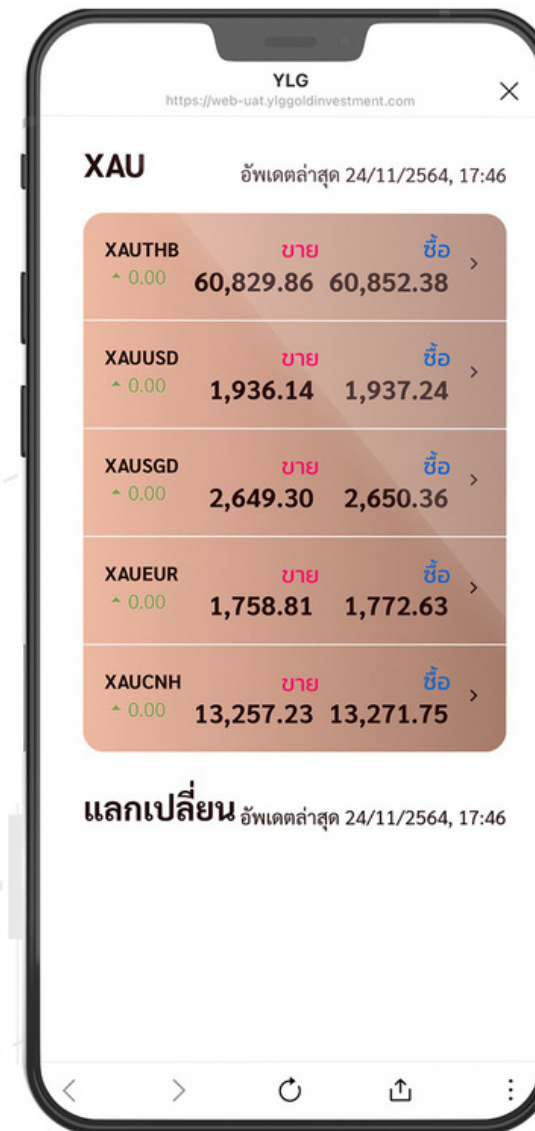 YLG
https://web-uat.ylggoldinvestment.com
XAU อัพเดตล่าสุด 24/11/2564, 17:46
XAUTHB ขาย ซื้อ
0.00 60,829.86 60,852.38
XAUUSD ขาย ซื้อ
0.00 1,936.14 1,937.24
XAUSGD ขาย ซื้อ
0.00 2,649.30 2,650.36
XAUEUR ขาย ซื้อ
0.00 1,758.81 1,772.63
XAUCNH ขาย ซื้อ
0.00 13,257.23 13,271.75
แลกเปลี่ยน อัพเดตล่าสุด 24/11/2564, 17:46